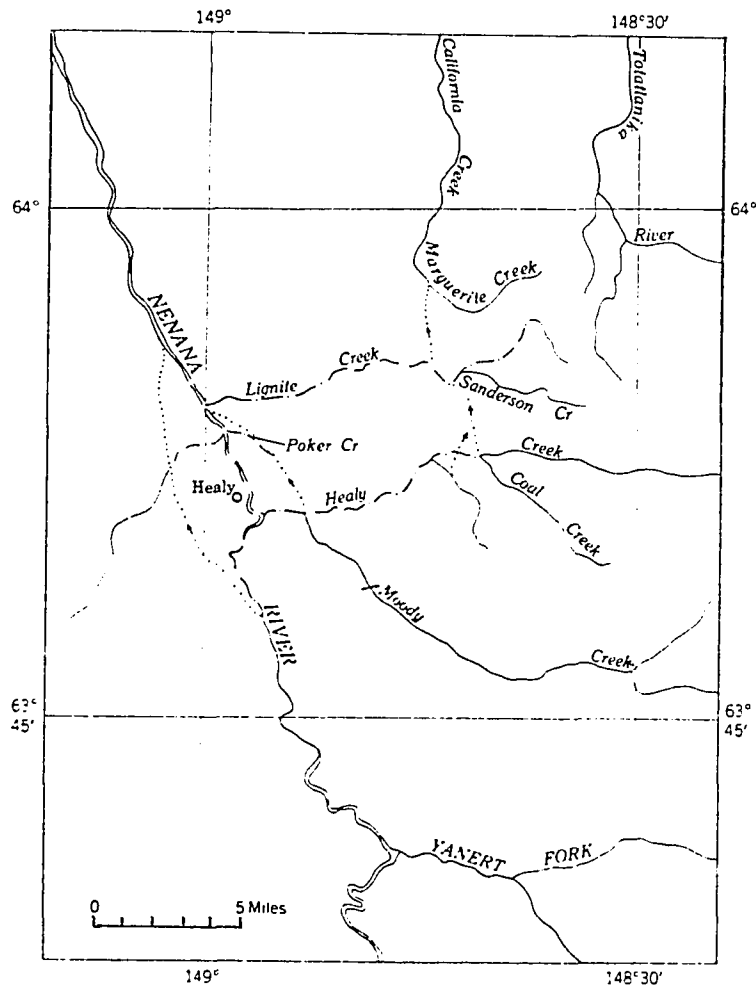 149°
148°30'
California
Creek
Totatlanika
64°
64°
River
Marguerite Creek
NENANA
Lignite Creek
Sanderson Cr
Poker Cr
Healy
Healy Creek
Coal Creek
RIVER
Moody Creek
63°
45'
63°
45'
YANERT FORK
0 5 Miles
149°
148°30'